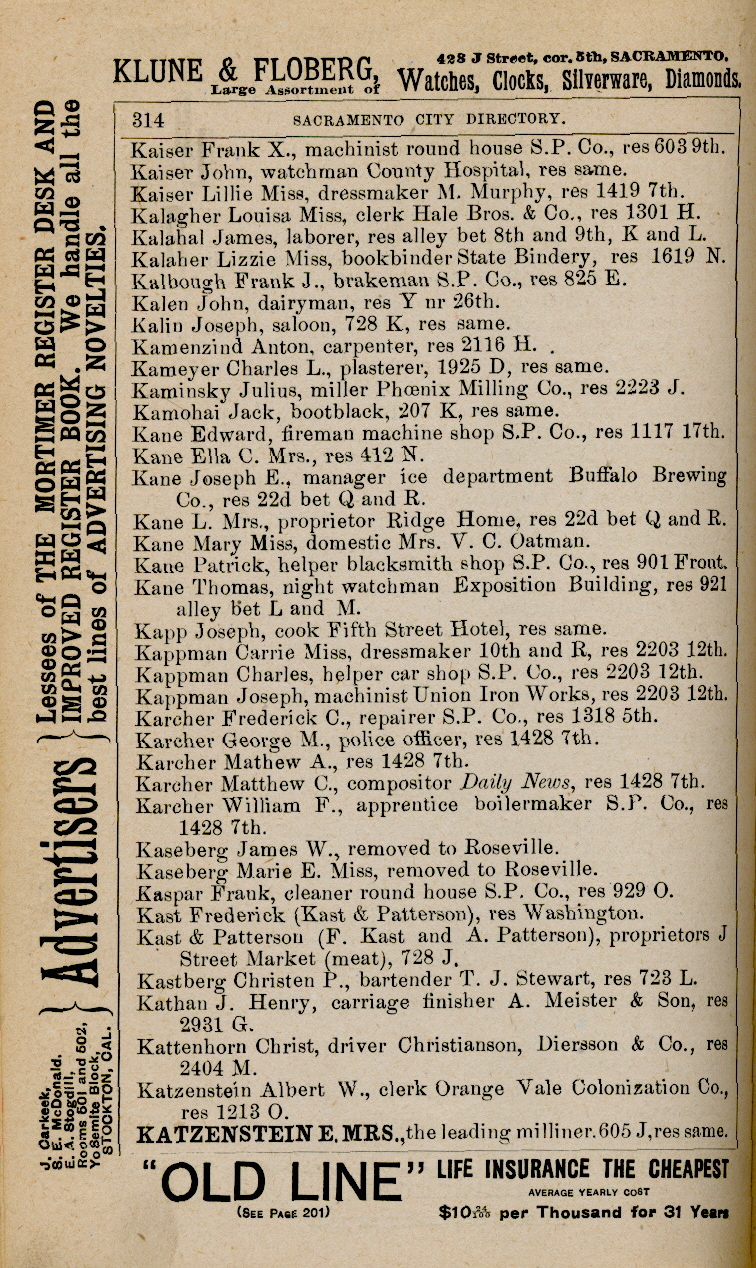 KLUNE & FLOBERG,
428 J Street, cor. 5th, SACRAMENTO.
Large Assortment of
Watches, Clocks, Silverware, Diamonds.
314 SACRAMENTO CITY DIRECTORY.
Kaiser Frank X., machinist round house S.P. Co., res 603 9th.
Kaiser John, watchman County Hospital, res same.
Kaiser Lillie Miss, dressmaker M. Murphy, res 1419 7th.
Kalagher Louisa Miss, clerk Hale Bros. & Co., res 1301 H.
Kalahal James, laborer, res alley bet 8th and 9th, K and L.
Kalaher Lizzie Miss, bookbinder State Bindery, res 1619 N.
Kalbough Frank J., brakeman S.P. Co., res 825 E.
Kalen John, dairyman, res Y nr 26th.
Kalin Joseph, saloon, 728 K, res same.
Kamenzind Anton, carpenter, res 2116 H.
Kameyer Charles L., plasterer, 1925 D, res same.
Kaminsky Julius, miller Phœnix Milling Co., res 2223 J.
Kamohai Jack, bootblack, 207 K, res same.
Kane Edward, fireman machine shop S.P. Co., res 1117 17th.
Kane Ella C. Mrs., res 412 N.
Kane Joseph E., manager ice department Buffalo Brewing
Co., res 22d bet Q and R.
Kane L. Mrs., proprietor Ridge Home, res 22d bet Q and R.
Kane Mary Miss, domestic Mrs. V. C. Oatman.
Kane Patrick, helper blacksmith shop S.P. Co., res 901 Front.
Kane Thomas, night watchman Exposition Building, res 921
alley bet L and M.
Kapp Joseph, cook Fifth Street Hotel, res same.
Kappman Carrie Miss, dressmaker 10th and R, res 2203 12th.
Kappman Charles, helper car shop S.P. Co., res 2203 12th.
Kappman Joseph, machinist Union Iron Works, res 2203 12th.
Karcher Frederick C., repairer S.P. Co., res 1318 5th.
Karcher George M., police officer, res 1428 7th.
Karcher Mathew A., res 1428 7th.
Karcher Matthew C., compositor Daily News, res 1428 7th.
Karcher William F., apprentice boilermaker S.P. Co., res
1428 7th.
Kaseberg James W., removed to Roseville.
Kaseberg Marie E. Miss, removed to Roseville.
Kaspar Frank, cleaner round house S.P. Co., res 929 O.
Kast Frederick (Kast & Patterson), res Washington.
Kast & Patterson (F. Kast and A. Patterson), proprietors J
Street Market (meat), 728 J.
Kastberg Christen P., bartender T. J. Stewart, res 723 L.
Kathan J. Henry, carriage finisher A. Meister & Son, res
2931 G.
Kattenhorn Christ, driver Christianson, Diersson & Co., res
2404 M.
Katzenstein Albert W., clerk Orange Vale Colonization Co.,
res 1213 O.
KATZENSTEIN E. MRS., the leading milliner. 605 J, res same.
J. Carkeek,
S. E. McDonald.
E. A. Stogdill,
Rooms 501 and 502,
Yosemite Block,
STOCKTON, CAL.
Advertisers
Lessees of THE MORTIMER REGISTER DESK AND
IMPROVED REGISTER BOOK. We handle all the
best lines of ADVERTISING NOVELTIES.
"OLD LINE"
(SEE PAGE 201)
LIFE INSURANCE THE CHEAPEST
AVERAGE YEARLY COST
per Thousand for 31 Years